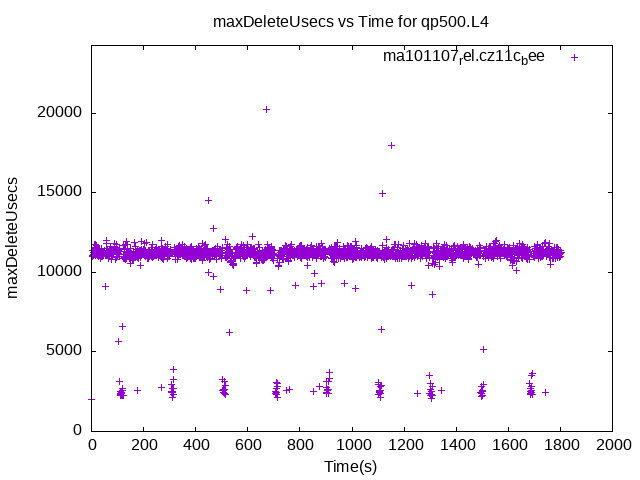 maxDeleteUsecs vs Time for qp500.L4
ma101107rel.cz11cbee
maxDeleteUsecs
20000
15000
10000
5000
0
0 200 400 600 800 1000 1200 1400 1600 1800 2000
Time(s)